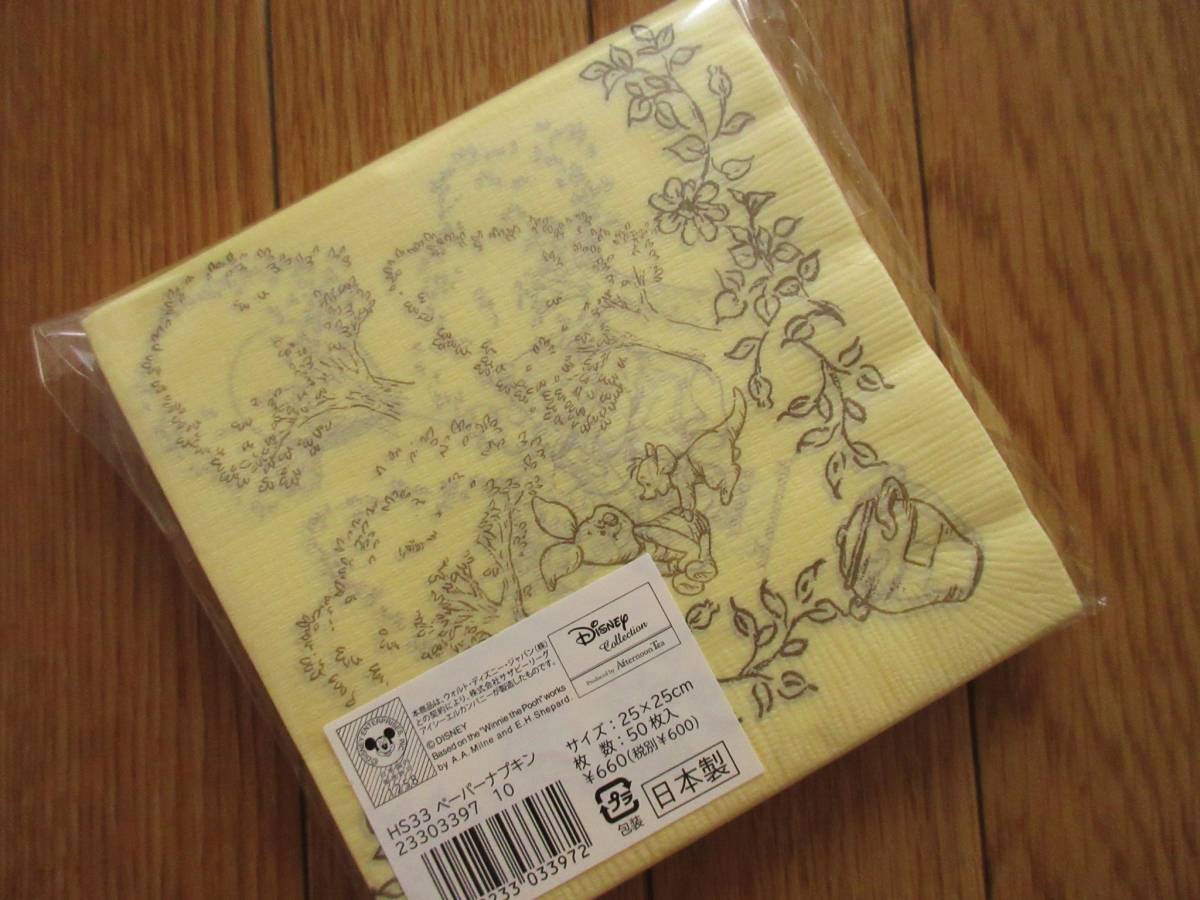 DISNEY
Collection
Produced by Afternoon Tea
本商品は、ウォルト・ディズニー・ジャパン(株)
との契約により、株式会社サザビーリーグ
アイシーエルカンパニーが製造したものです。
©DISNEY
Based on the "Winnie the Pooh" works
by A.A. Milne and E.H. Shepard.
HS33 ペーパーナプキン
23303397 10
サイズ:25×25cm
枚 数:50枚入
¥660(税別¥600)
プラ
包装
日本製
233 033972